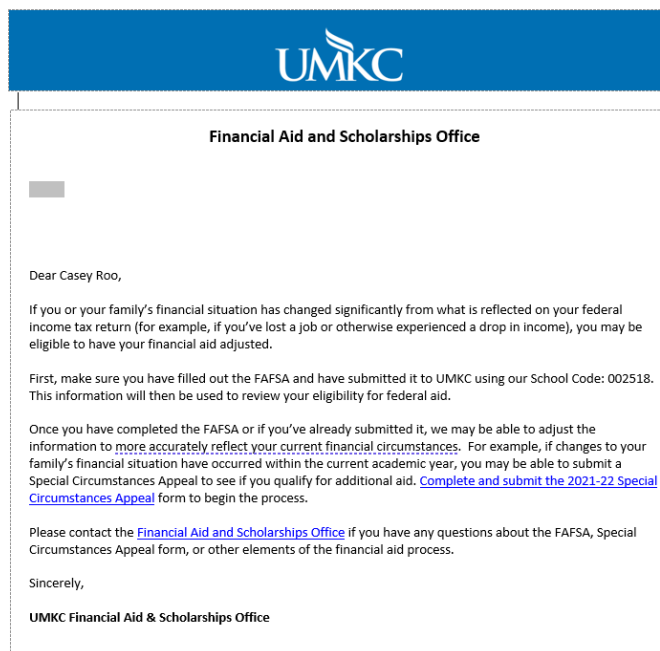 UMKC
Financial Aid and Scholarships Office
Dear Casey Roo,
If you or your family’s financial situation has changed significantly from what is reflected on your federal
income tax return (for example, if you’ve lost a job or otherwise experienced a drop in income), you may be
eligible to have your financial aid adjusted.
First, make sure you have filled out the FAFSA and have submitted it to UMKC using our School Code: 002518.
This information will then be used to review your eligibility for federal aid.
Once you have completed the FAFSA or if you’ve already submitted it, we may be able to adjust the
information to more accurately reflect your current financial circumstances.  For example, if changes to your
family’s financial situation have occurred within the current academic year, you may be able to submit a
Special Circumstances Appeal to see if you qualify for additional aid. Complete and submit the 2021-22 Special
Circumstances Appeal form to begin the process.
Please contact the Financial Aid and Scholarships Office if you have any questions about the FAFSA, Special
Circumstances Appeal form, or other elements of the financial aid process.
Sincerely,
UMKC Financial Aid & Scholarships Office